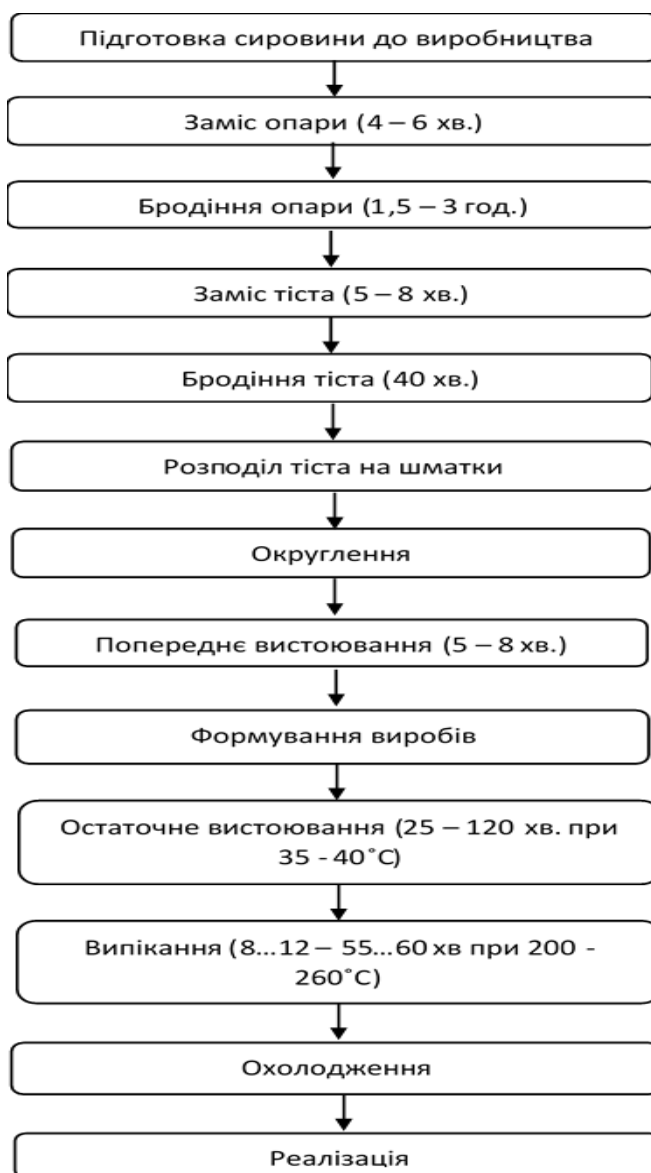 Підготовка сировини до виробництва
Заміс опари (4 – 6 хв.)
Бродіння опари (1,5 – 3 год.)
Заміс тіста (5 – 8 хв.)
Бродіння тіста (40 хв.)
Розподіл тіста на шматки
Округлення
Попереднє вистоювання (5 – 8 хв.)
Формування виробів
Остаточне вистоювання (25 – 120 хв. при
35 - 40˚С)
Випікання (8...12 – 55...60 хв при 200 -
260˚С)
Охолодження
Реалізація